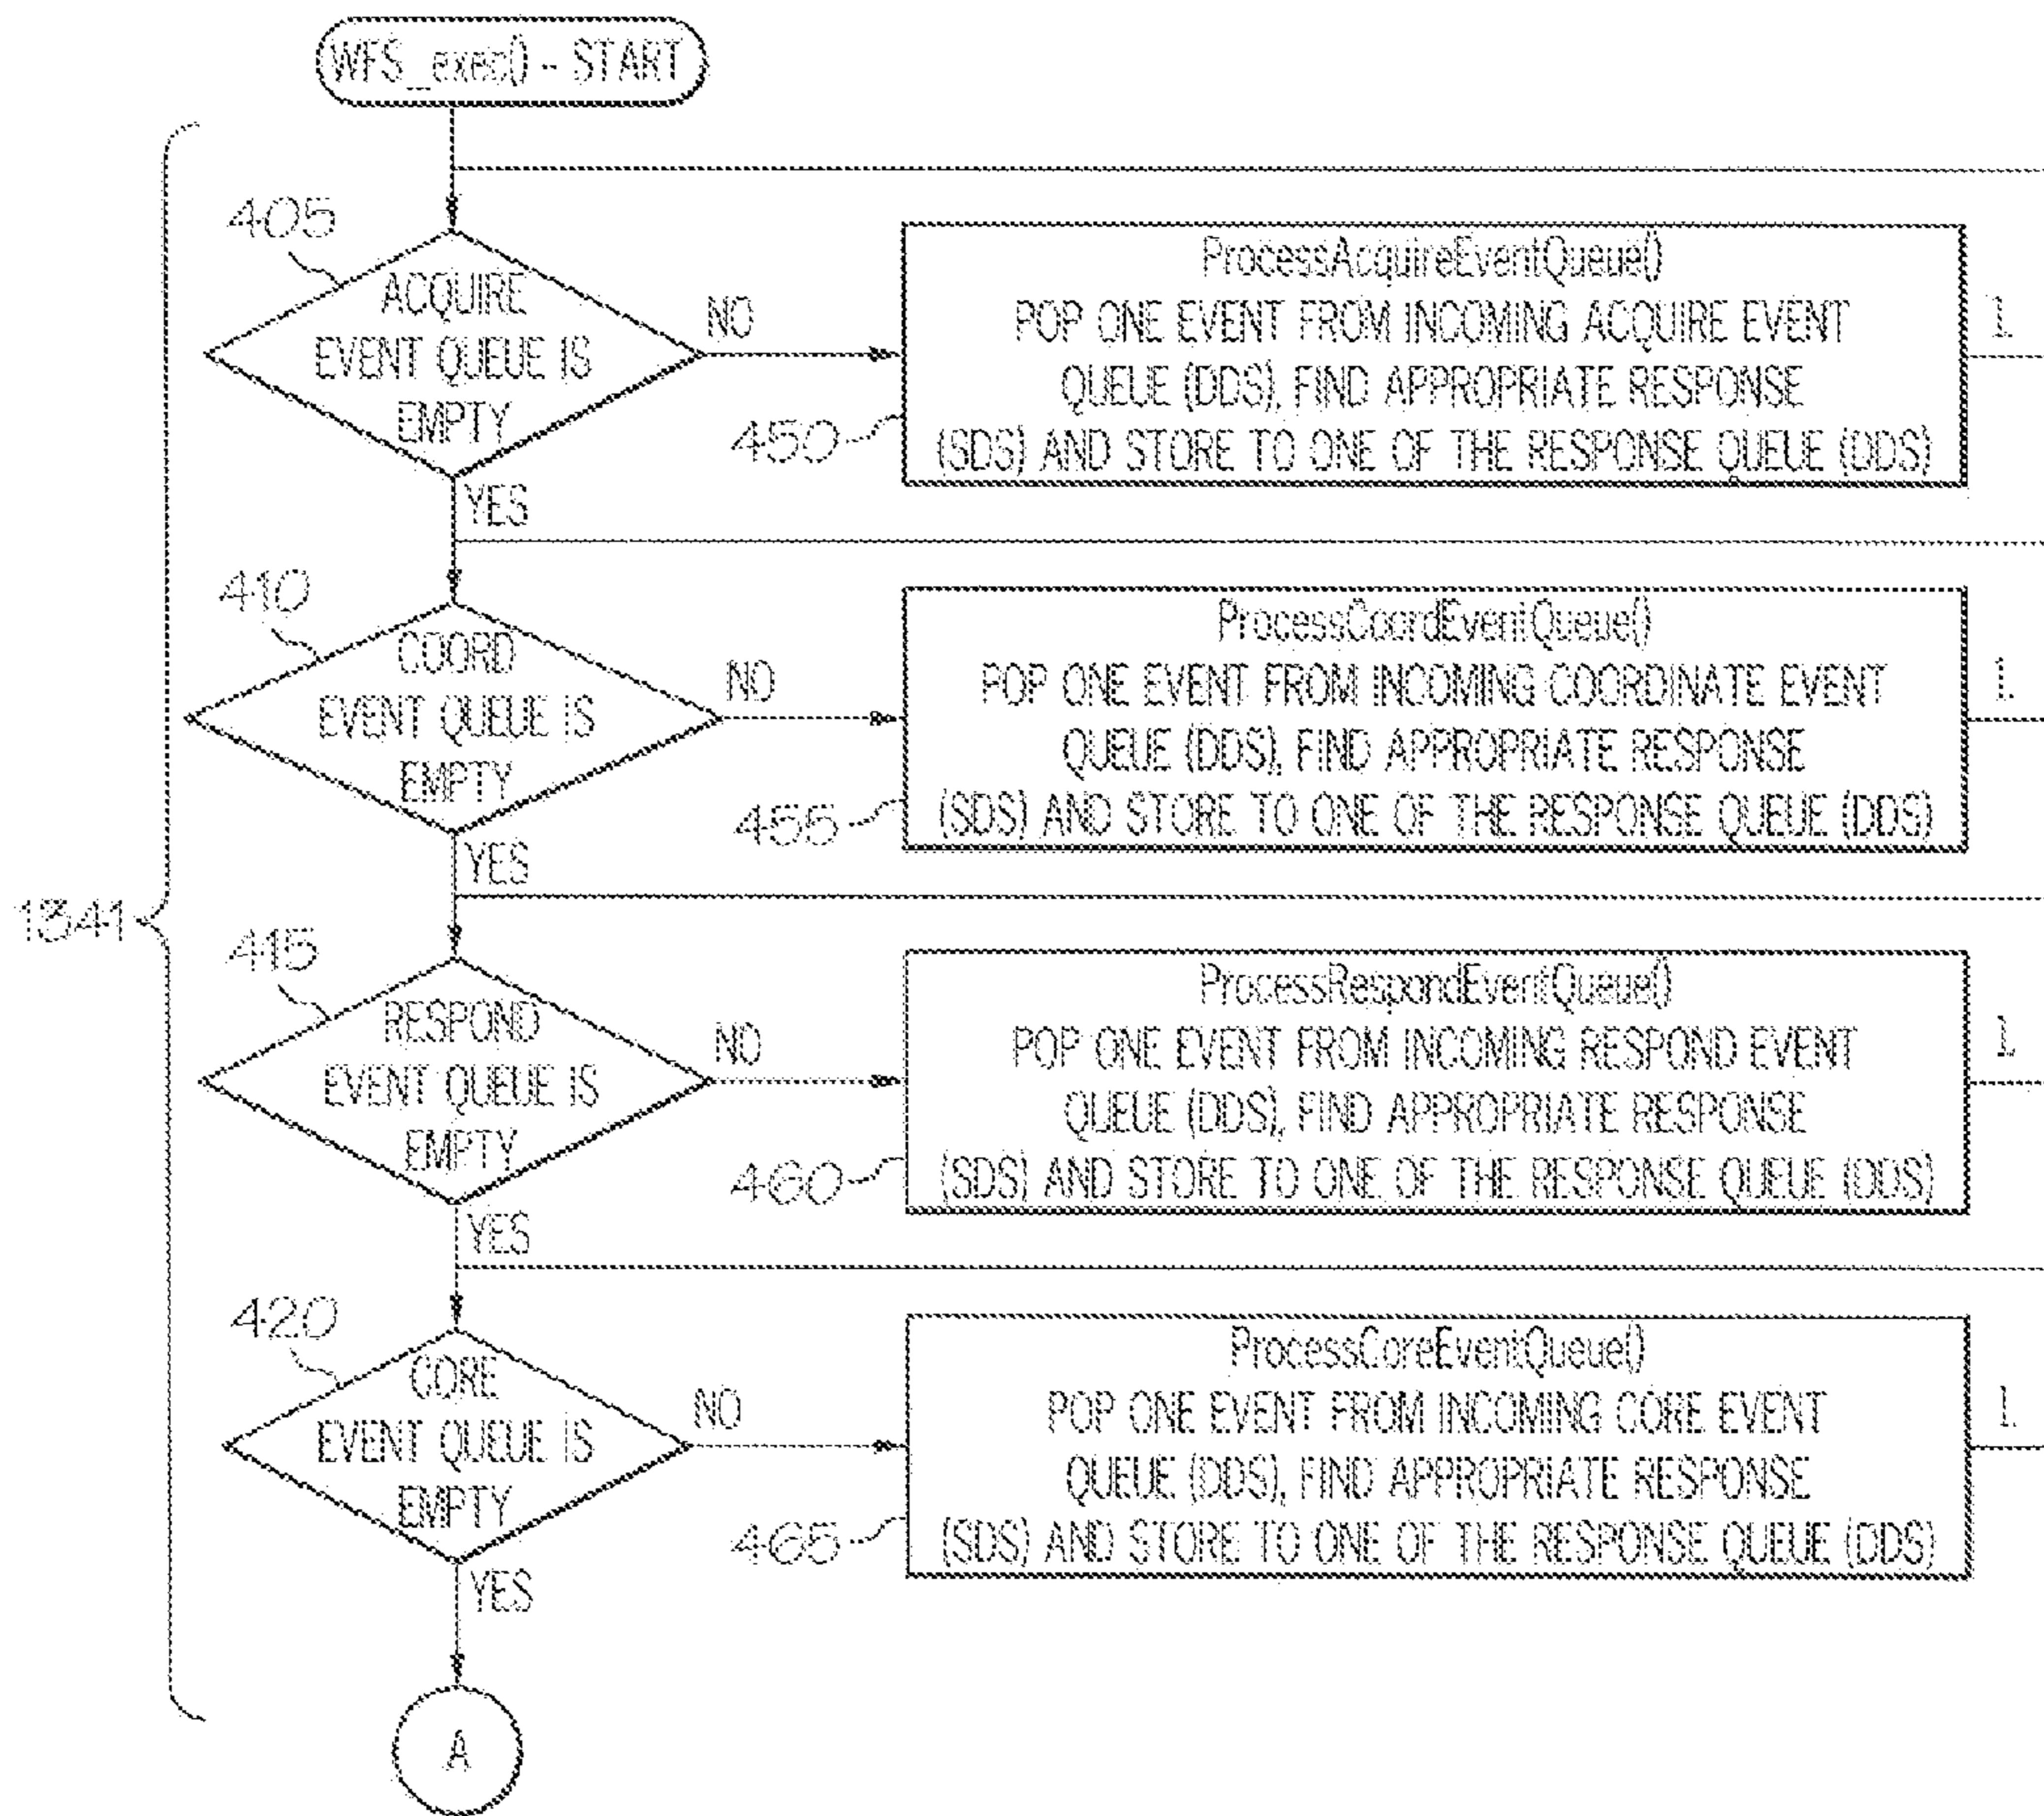 WFS_exec() - START
405
ACQUIRE
EVENT QUEUE IS
EMPTY
NO
YES
ProcessAcquireEventQueue()
POP ONE EVENT FROM INCOMING ACQUIRE EVENT
QUEUE (DDS), FIND APPROPRIATE RESPONSE
(SDS) AND STORE TO ONE OF THE RESPONSE QUEUE (DDS)
450
1
410
COORD
EVENT QUEUE IS
EMPTY
NO
YES
ProcessCoordEventQueue()
POP ONE EVENT FROM INCOMING COORDINATE EVENT
QUEUE (DDS), FIND APPROPRIATE RESPONSE
(SDS) AND STORE TO ONE OF THE RESPONSE QUEUE (DDS)
455
1
1341
415
RESPOND
EVENT QUEUE IS
EMPTY
NO
YES
ProcessRespondEventQueue()
POP ONE EVENT FROM INCOMING RESPOND EVENT
QUEUE (DDS), FIND APPROPRIATE RESPONSE
(SDS) AND STORE TO ONE OF THE RESPONSE QUEUE (DDS)
460
1
420
CORE
EVENT QUEUE IS
EMPTY
NO
YES
ProcessCoreEventQueue()
POP ONE EVENT FROM INCOMING CORE EVENT
QUEUE (DDS), FIND APPROPRIATE RESPONSE
(SDS) AND STORE TO ONE OF THE RESPONSE QUEUE (DDS)
465
1
A